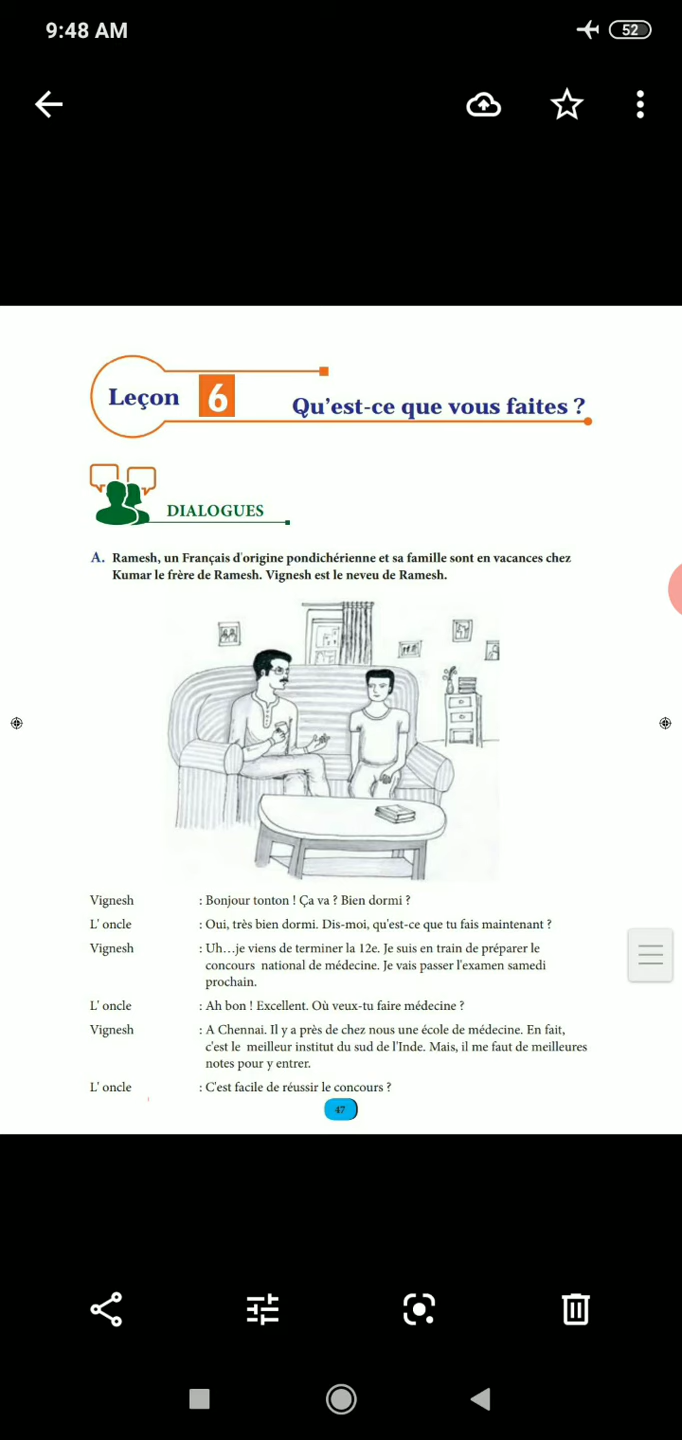 9:48 AM
52
Leçon 6
Qu’est-ce que vous faites ?
DIALOGUES
A. Ramesh, un Français d'origine pondichérienne et sa famille sont en vacances chez
Kumar le frère de Ramesh. Vignesh est le neveu de Ramesh.
Vignesh : Bonjour tonton ! Ça va ? Bien dormi ?
L' oncle : Oui, très bien dormi. Dis-moi, qu'est-ce que tu fais maintenant ?
Vignesh : Uh…je viens de terminer la 12e. Je suis en train de préparer le
concours national de médecine. Je vais passer l'examen samedi
prochain.
L' oncle : Ah bon ! Excellent. Où veux-tu faire médecine ?
Vignesh : A Chennai. Il y a près de chez nous une école de médecine. En fait,
c'est le meilleur institut du sud de l'Inde. Mais, il me faut de meilleures
notes pour y entrer.
L' oncle : C'est facile de réussir le concours ?
47